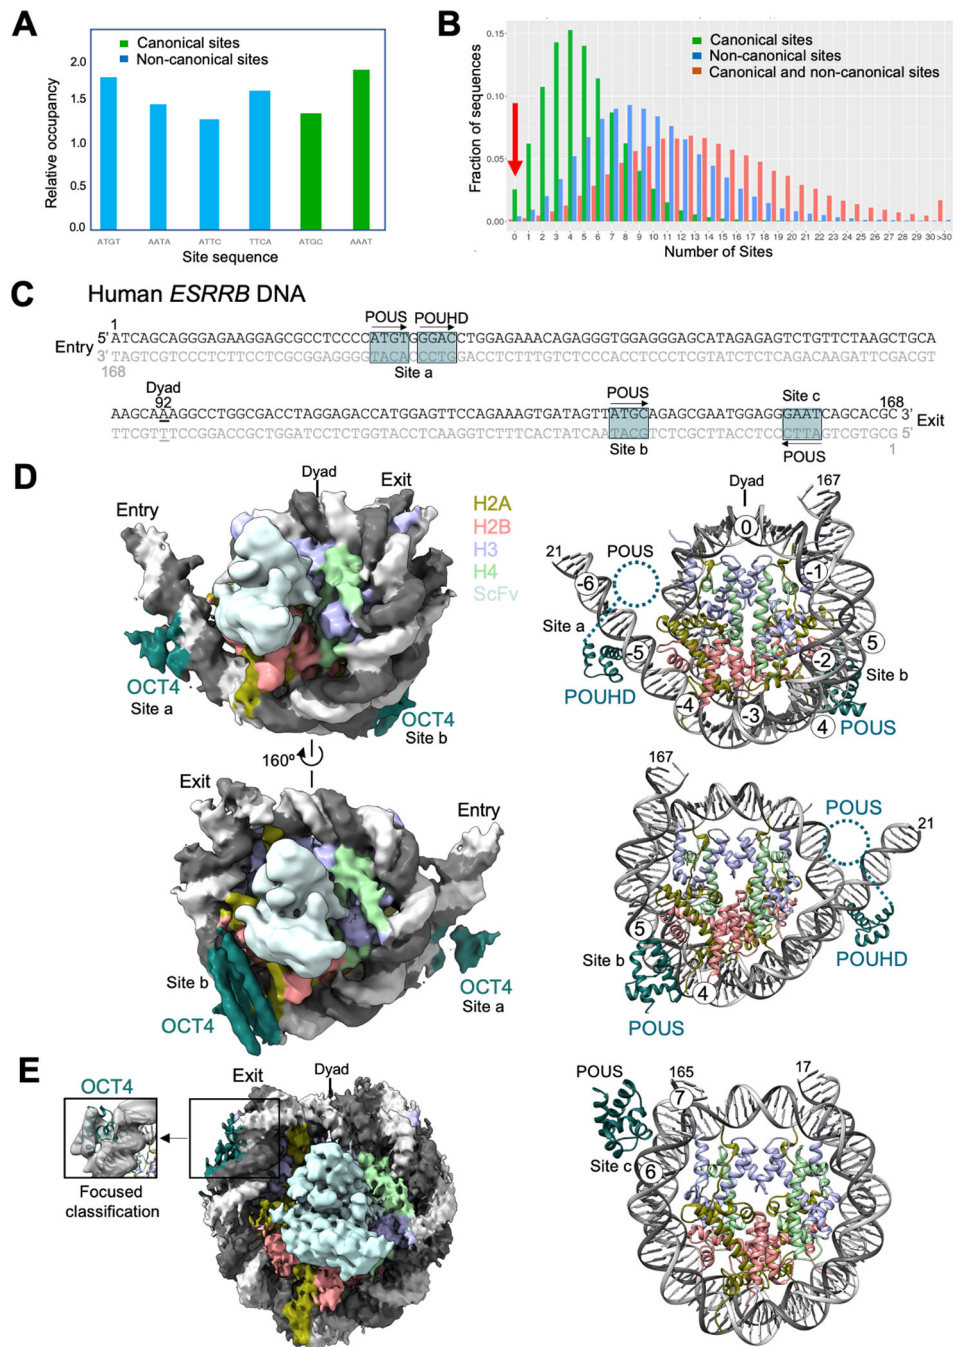 A
Canonical sites
Non-canonical sites
Relative occupancy
2.0
1.5
1.0
0.5
0.0
ATGT AATA ATTC TTCA ATGC AAAT
Site sequence
B
Canonical sites
Non-canonical sites
Canonical and non-canonical sites
Fraction of sequences
0.15
0.10
0.05
0.00
0 1 2 3 4 5 6 7 8 9 10 11 12 14 13 15 16 17 18 19 20 21 22 23 24 26 27 28 29 30 >30
Number of Sites
C
Human ESRRB DNA
POUS POUHD
1
5' ATCAGCAGGGAGAAGGAGCGCCTCCCCATGTGGGACCTGGAGAAACAGAGGGTGGAGGGAGCATAGAGAGTCTGTTCTAAGCTGCA
Entry
3' TAGTCGTCCCTCTTCCTCGCGGAGGGGTACACCCTGGACCTCTTTGTCTCCCACCTCCCTCGTATCTCTCAGACAAGATTCGACGT
168
Site a
Dyad
92
POUS
Site c
168
AAGCAAAGGCCTGGCGACCTAGGAGACCATGGAGTTCCAGAAAGTGATAGTTATGCAGAGCGAATGGAGGGAATCAGCACGC 3'
Exit
TTCGTTTCCGGACCGCTGGATCCTCTGGTACCTCAAGGTCTTTCACTATCAATACGTCTCGCTTACCTCCCTTAGTCGTGCG 5'
Site b
POUS
1
D
Entry
Dyad
Exit
OCT4
Site a
OCT4
Site b
H2A
H2B
H3
H4
ScFv
Dyad
167
0
21
POUS
-6
-1
Site a
-5
5
-2
Site b
POUHD
-4
-3
4
POUS
160º
Exit
Entry
Site b
OCT4
OCT4
Site a
167
POUS
21
5
Site b
POUHD
4
POUS
E
OCT4
Focused
classification
Exit
Dyad
POUS
165
17
7
Site c
6